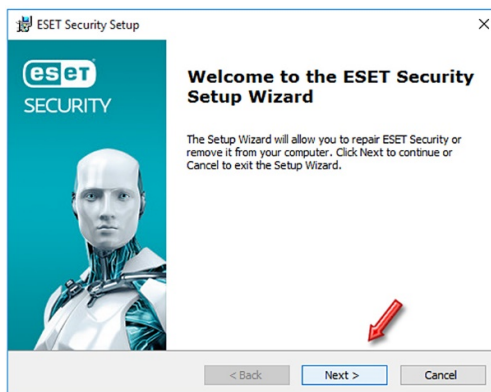 ESET Security Setup
eset
SECURITY
Welcome to the ESET Security
Setup Wizard
The Setup Wizard will allow you to repair ESET Security or
remove it from your computer. Click Next to continue or
Cancel to exit the Setup Wizard.
< Back
Next >
Cancel